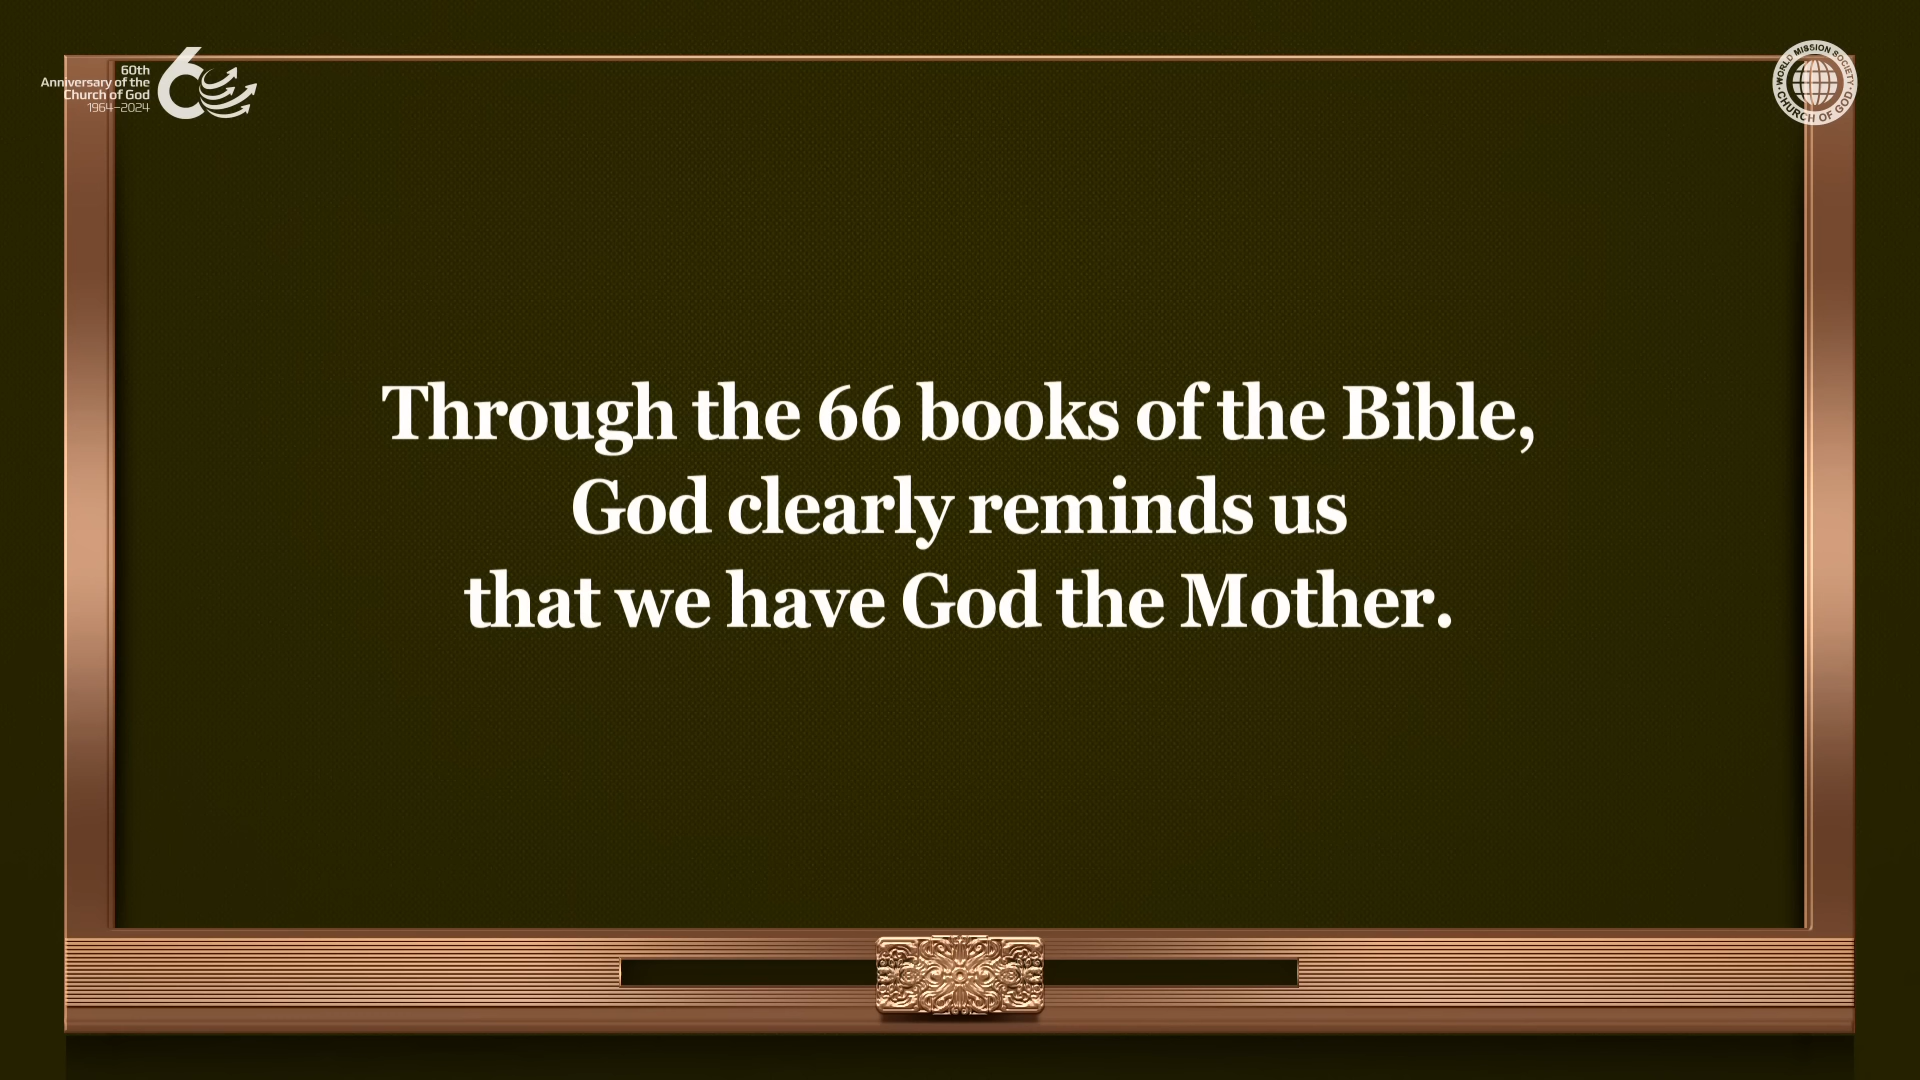 60th
Anniversary of the
Church of God
1964–2024
WORLD MISSION SOCIETY
CHURCH OF GOD
Through the 66 books of the Bible,
God clearly reminds us
that we have God the Mother.